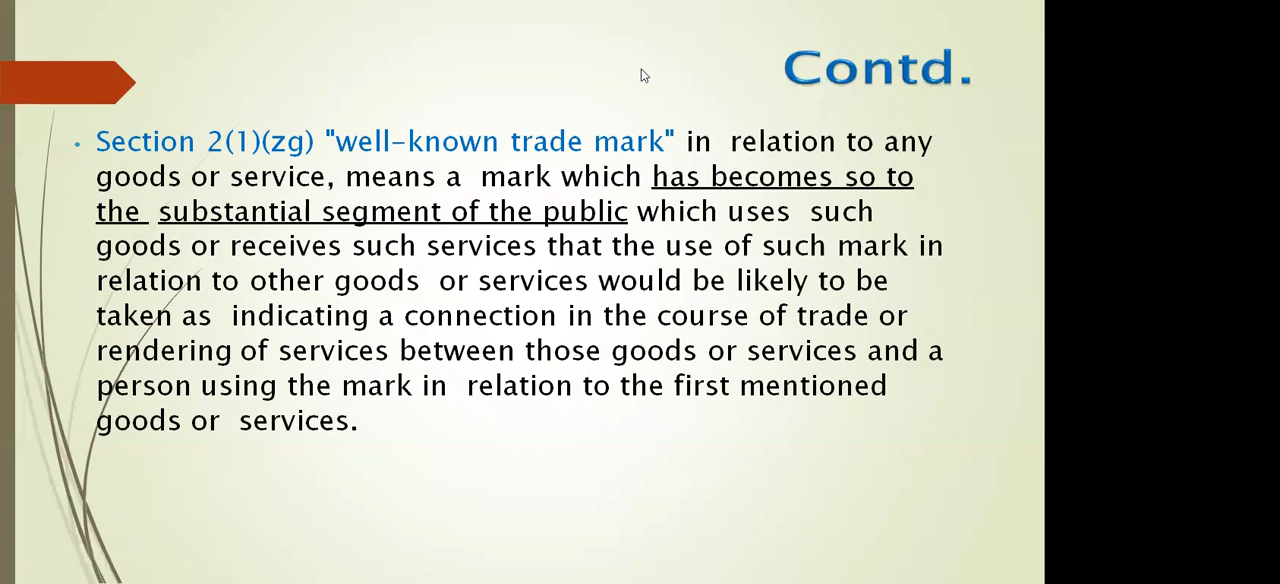 Contd.
• Section 2(1)(zg) "well-known trade mark" in relation to any
goods or service, means a mark which has becomes so to
the substantial segment of the public which uses such
goods or receives such services that the use of such mark in
relation to other goods or services would be likely to be
taken as indicating a connection in the course of trade or
rendering of services between those goods or services and a
person using the mark in relation to the first mentioned
goods or services.